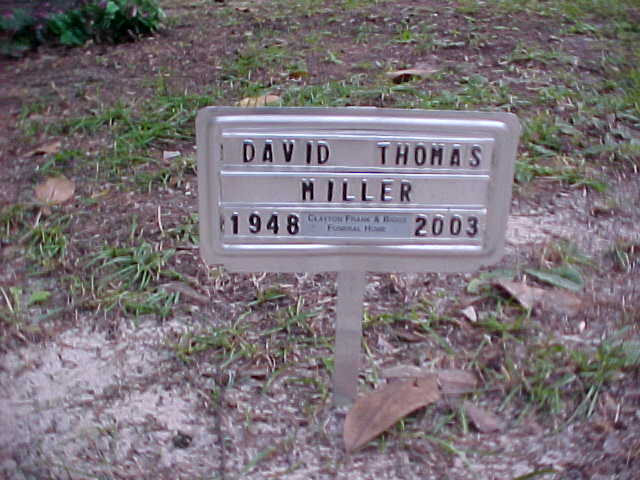 DAVID THOMAS
MILLER
1948 CLAYTON FRANK & BIGGS 2003
FUNERAL HOME